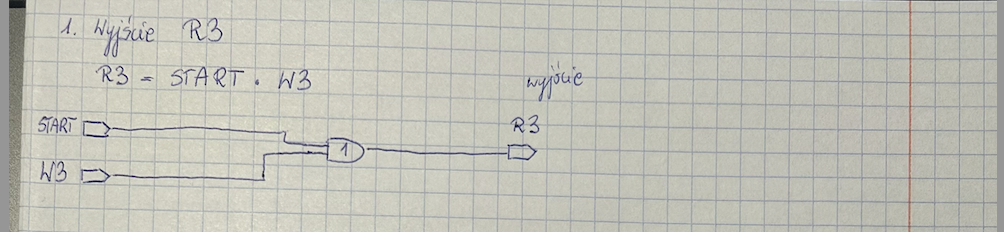 1. Wyjście R3
R3 = START . W3
wyjście
START
R3
1
W3